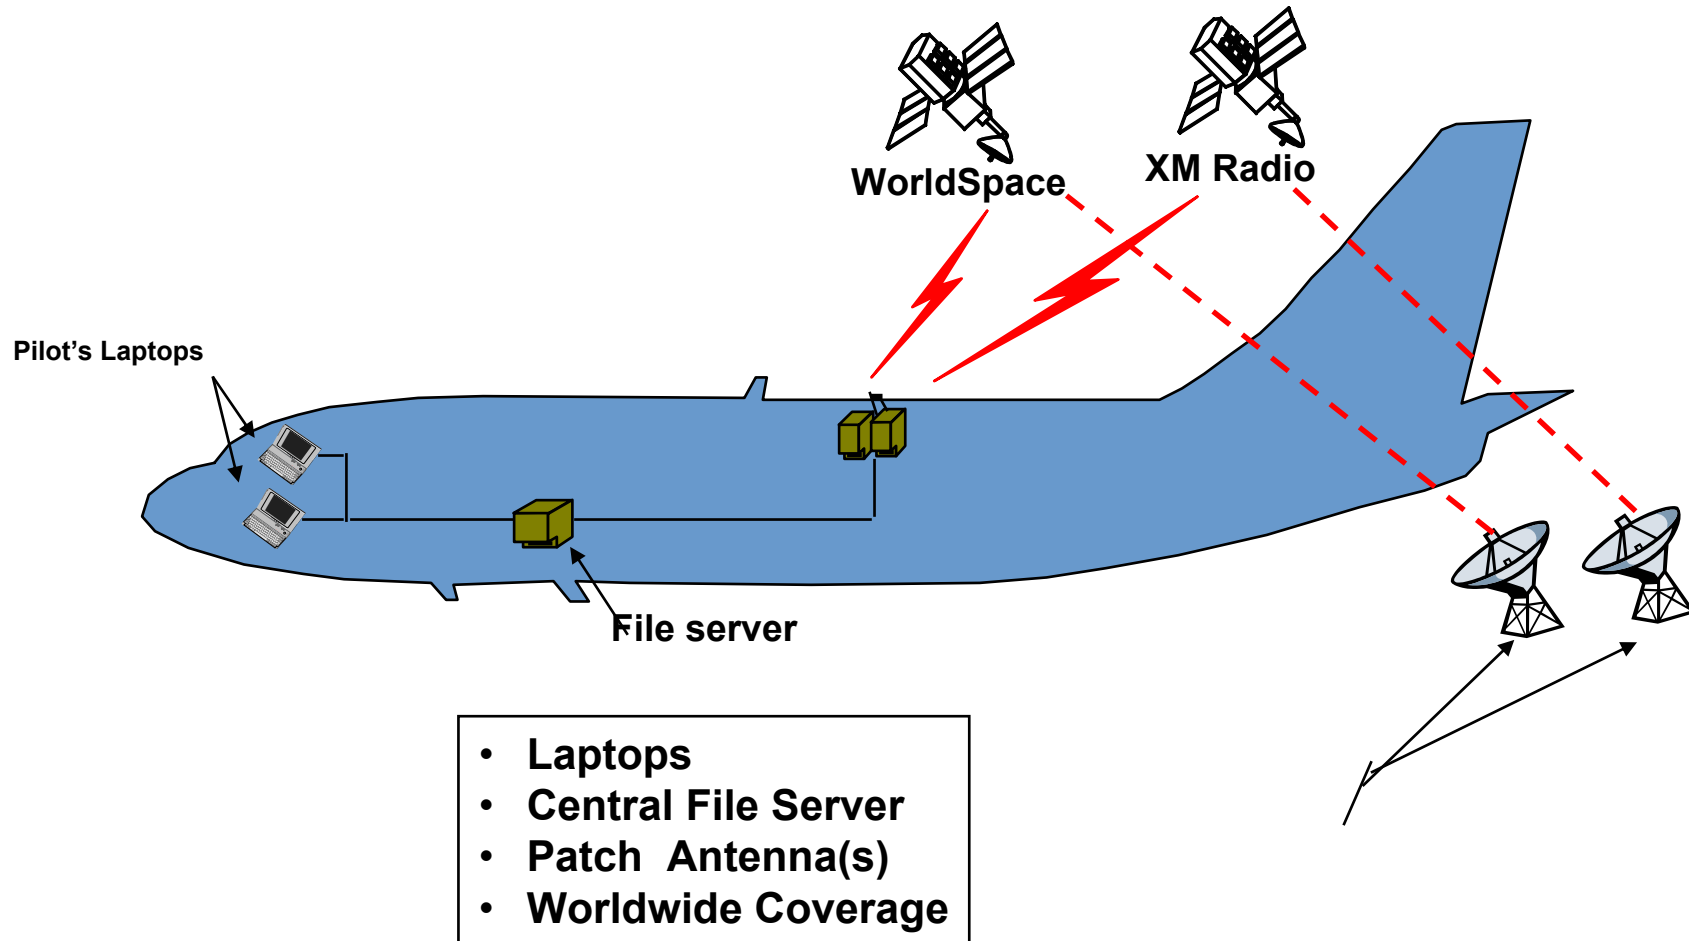 WorldSpace
XM Radio
Pilot's Laptops
File server
• Laptops
• Central File Server
• Patch Antenna(s)
• Worldwide Coverage